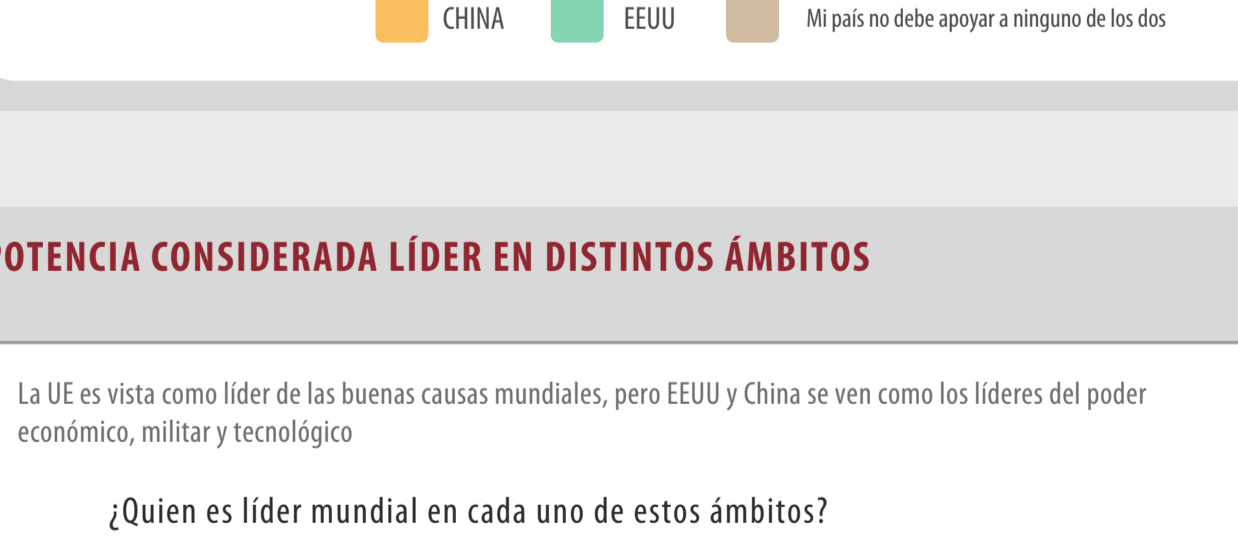 CHINA EEUU Mi país no debe apoyar a ninguno de los dos
POTENCIA CONSIDERADA LÍDER EN DISTINTOS ÁMBITOS
La UE es vista como líder de las buenas causas mundiales, pero EEUU y China se ven como los líderes del poder
económico, militar y tecnológico
¿Quien es líder mundial en cada uno de estos ámbitos?